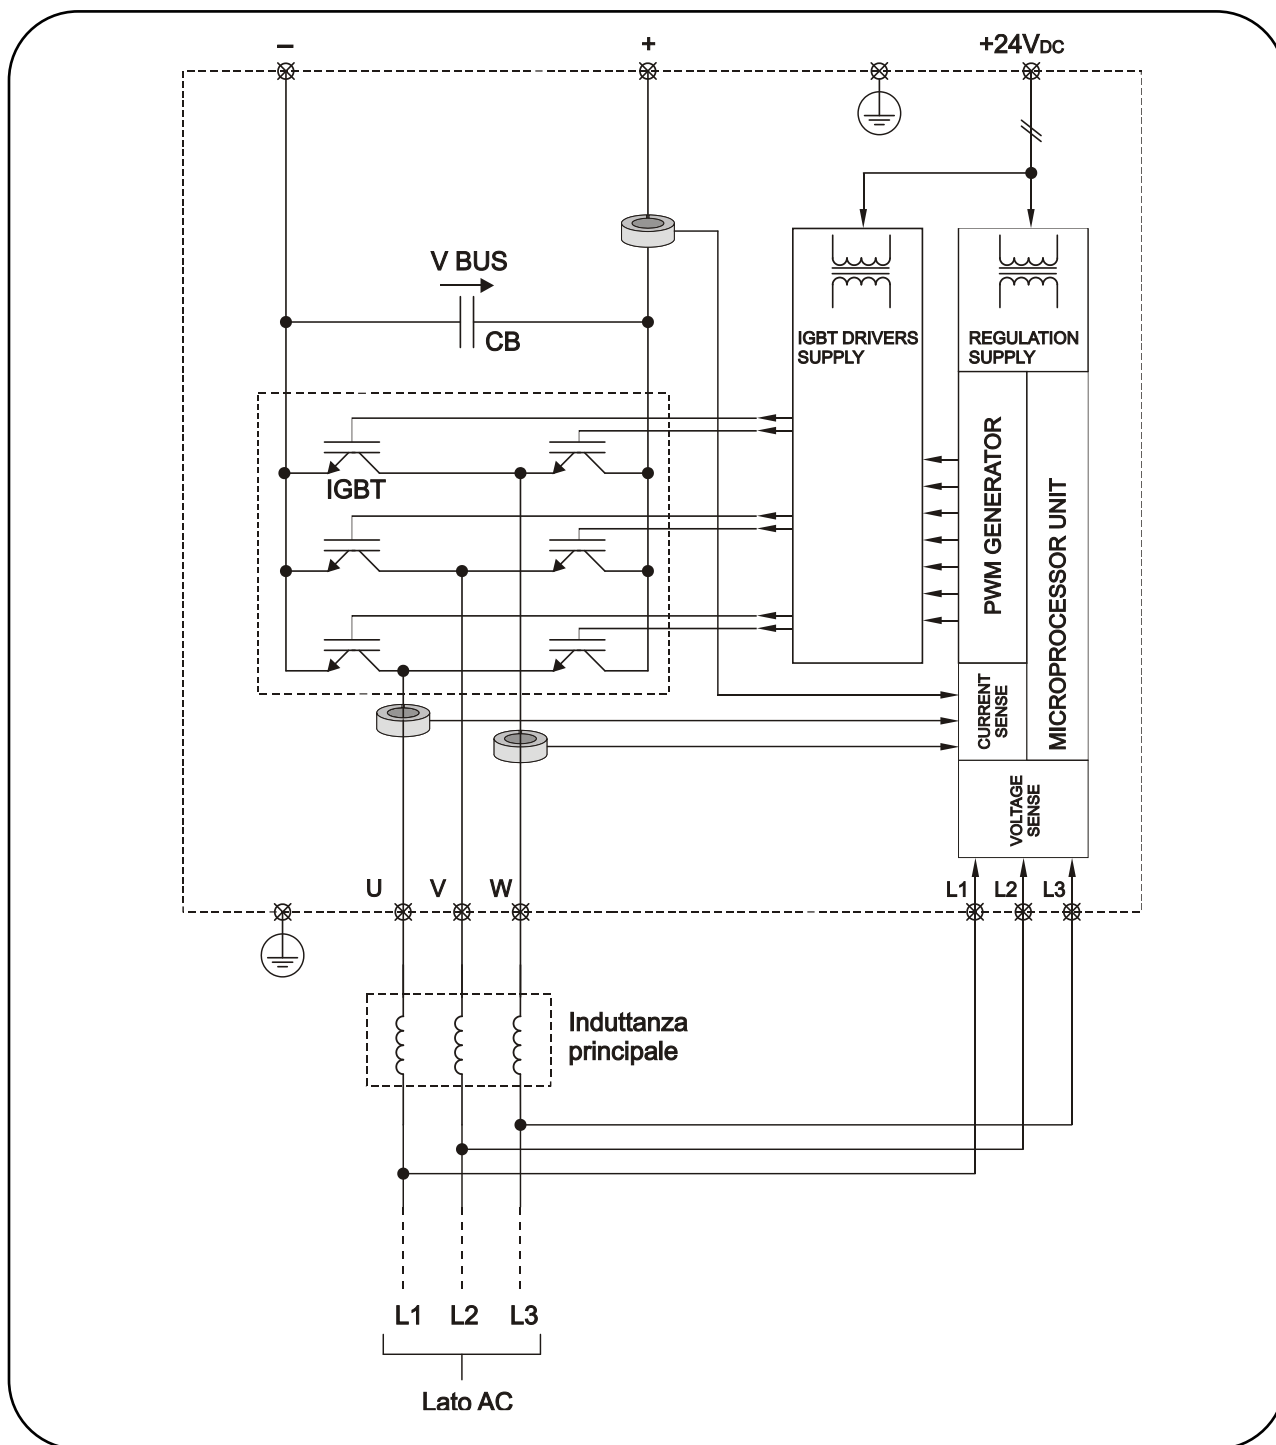 –
+
+24VDC
V BUS
CB
IGBT DRIVERS
SUPPLY
REGULATION
SUPPLY
IGBT
PWM GENERATOR
MICROPROCESSOR UNIT
CURRENT
SENSE
VOLTAGE
SENSE
U
V
W
L1
L2
L3
Induttanza
principale
L1
L2
L3
Lato AC